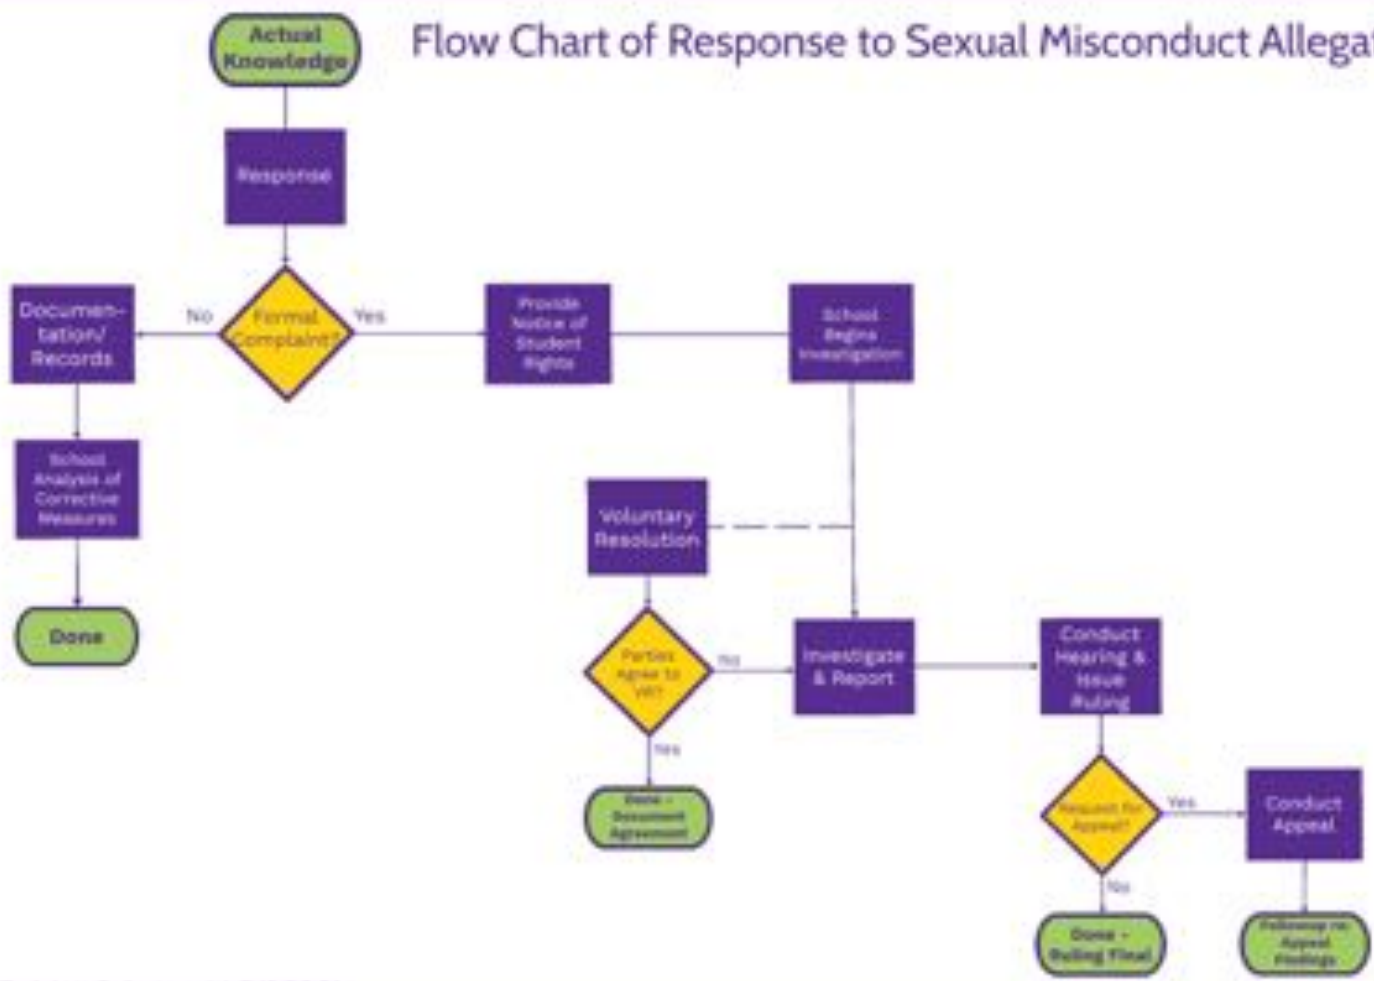 Flow Chart of Response to Sexual Misconduct Allegat
Actual
Knowledge
Response
Formal
Complaint?
No
Yes
Documen-
tation/
Records
School
Analysis of
Corrective
Measures
Done
Provide
Notice of
Student
Rights
School
Begins
Investigation
Voluntary
Resolution
Parties
Agree to
VR?
No
Yes
Done -
Document
Agreement
Investigate
& Report
Conduct
Hearing &
Issue
Ruling
Request for
Appeal?
Yes
No
Conduct
Appeal
Done -
Ruling Final
Followup re:
Appeal
Findings